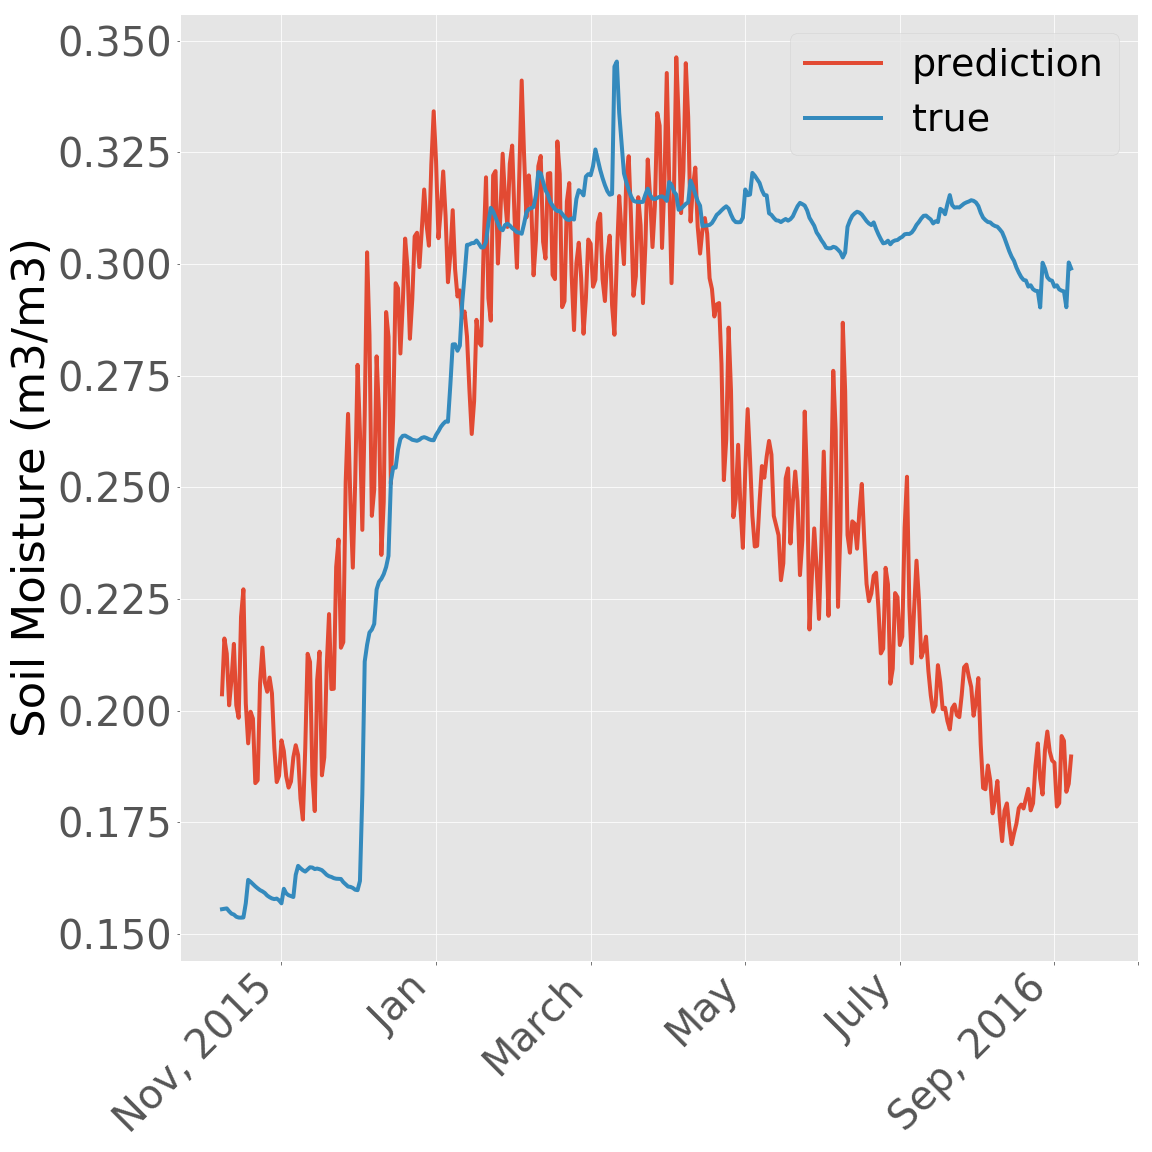 Soil Moisture (m3/m3)
0.350
0.325
0.300
0.275
0.250
0.225
0.200
0.175
0.150
prediction
true
Nov, 2015
Jan
March
May
July
Sep, 2016